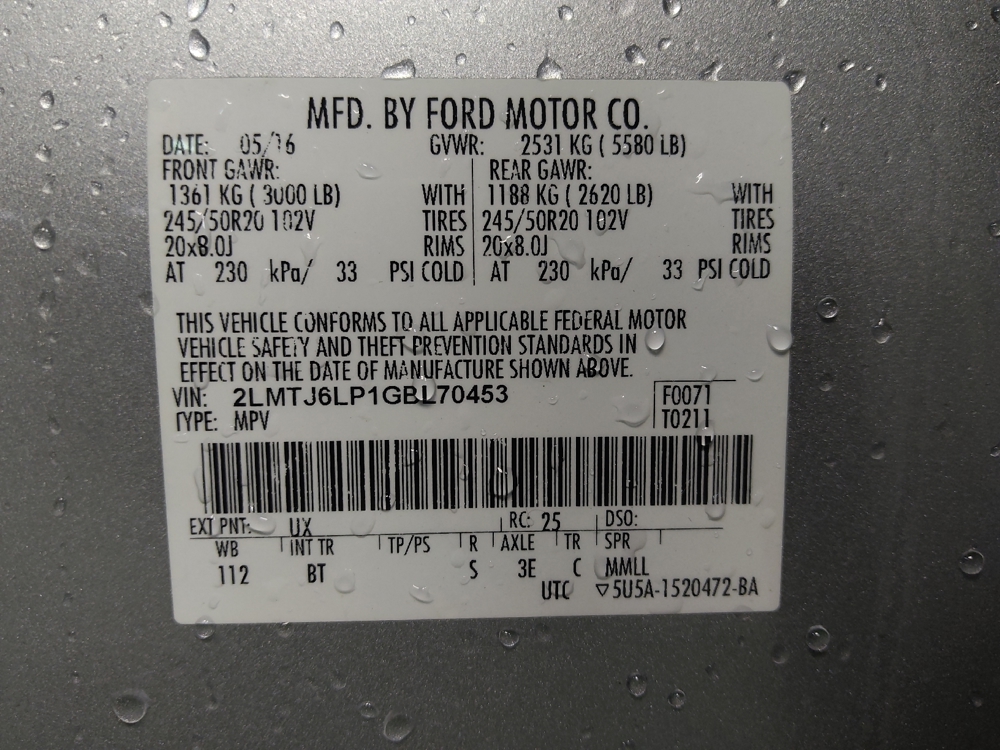 MFD. BY FORD MOTOR CO.
DATE: 05/16 GVWR: 2531 KG ( 5580 LB)
FRONT GAWR: REAR GAWR:
1361 KG ( 3000 LB) WITH 1188 KG ( 2620 LB) WITH
245/50R20 102V TIRES 245/50R20 102V TIRES
20x8.0J RIMS 20x8.0J RIMS
AT 230 kPa/ 33 PSI COLD AT 230 kPa/ 33 PSI COLD
THIS VEHICLE CONFORMS TO ALL APPLICABLE FEDERAL MOTOR
VEHICLE SAFETY AND THEFT PREVENTION STANDARDS IN
EFFECT ON THE DATE OF MANUFACTURE SHOWN ABOVE.
VIN: 2LMTJ6LP1GBL70453 F0071
TYPE: MPV T0211
EXT PNT: UX RC: 25 DSO:
WB INT TR TP/PS R AXLE TR SPR
112 BT S 3E C MMLL
UTC ▽5U5A-1520472-BA